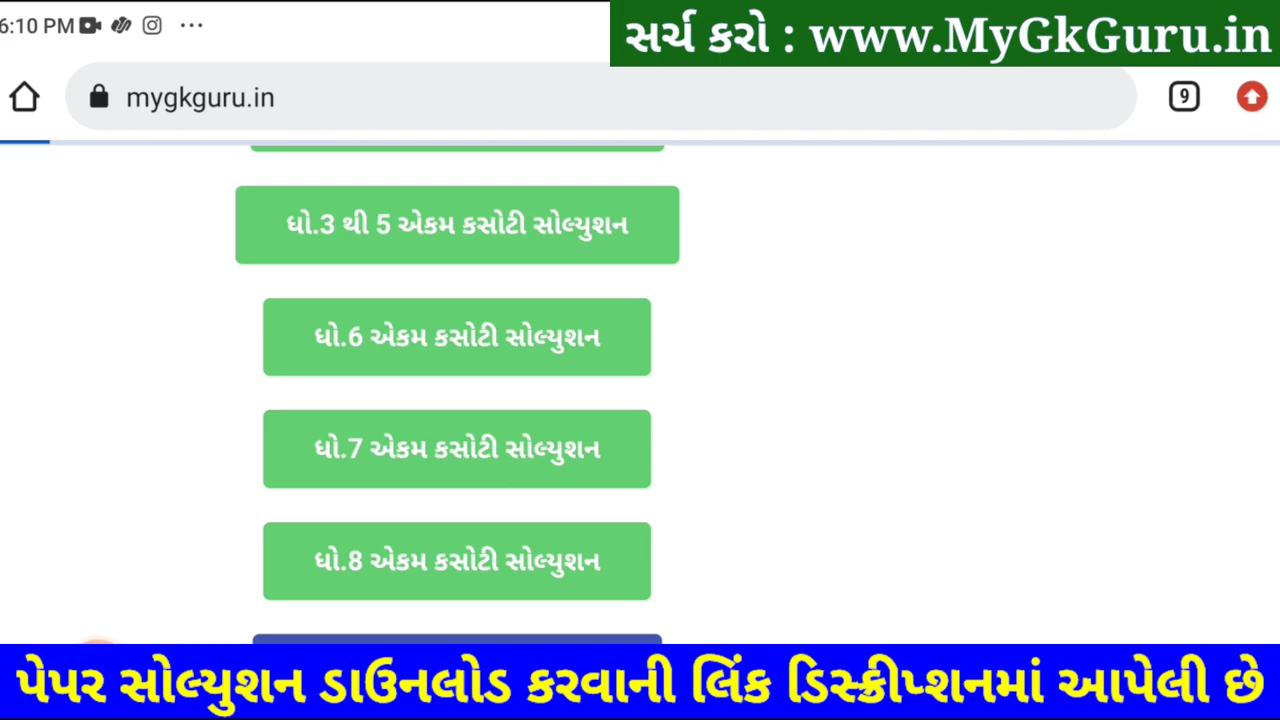 6:10 PM
સર્ચ કરો : www.MyGkGuru.in
mygkguru.in
9
ધો.3 થી 5 એકમ કસોટી સોલ્યુશન
ધો.6 એકમ કસોટી સોલ્યુશન
ધો.7 એકમ કસોટી સોલ્યુશન
ધો.8 એકમ કસોટી સોલ્યુશન
પેપર સોલ્યુશન ડાઉનલોડ કરવાની લિંક ડિસ્ક્રીપ્શનમાં આપેલી છે